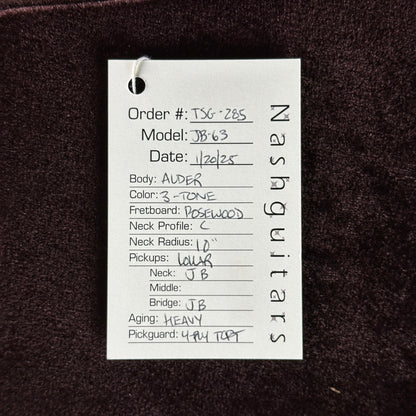 Order #: TSG-285
Model: JB-63
Date: 1/20/25
Body: ALDER
Color: 3-TONE
Fretboard: ROSEWOOD
Neck Profile: C
Neck Radius: 10"
Pickups: LOLLAR
Neck: JB
Middle:
Bridge: JB
Aging: HEAVY
Pickguard: 4-PLY TORT
Nashguitars